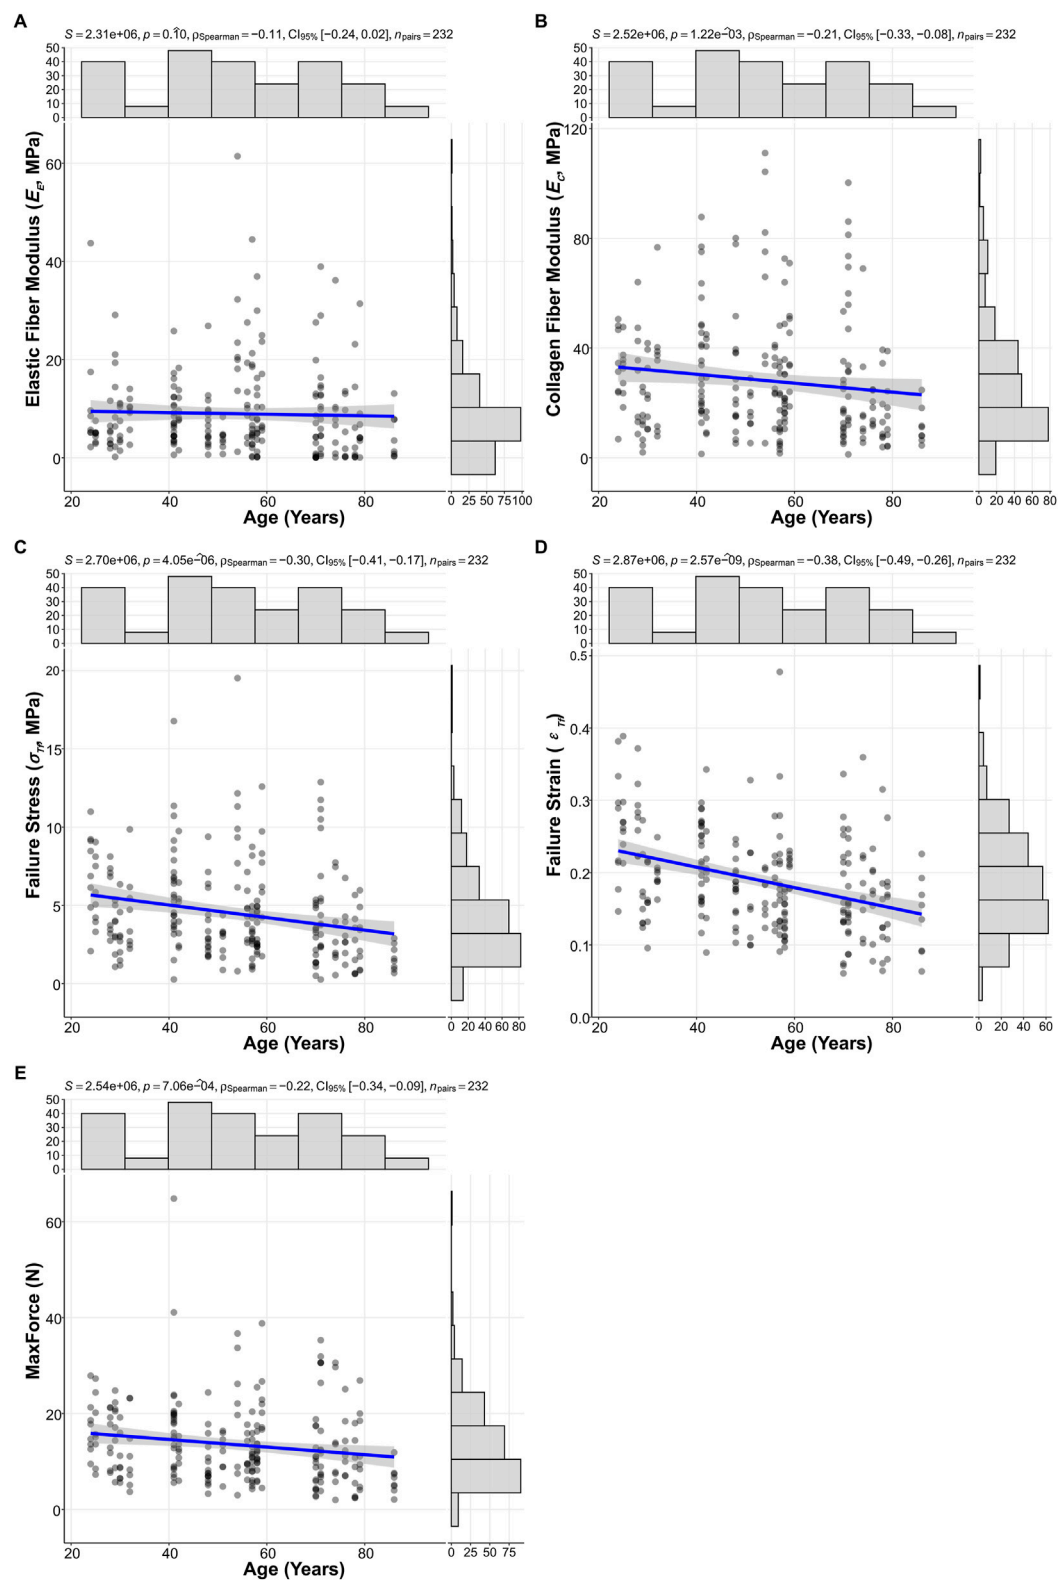 A
S = 2.31e+06, p = 0.10, ρSpearman = −0.11, CI95% [−0.24, 0.02], npairs = 232
50
40
30
20
10
0
Elastic Fiber Modulus (EE, MPa)
60
40
20
0
20 40 60 80
0 25 50 75 100
Age (Years)
B
S = 2.52e+06, p = 1.22e−03, ρSpearman = −0.21, CI95% [−0.33, −0.08], npairs = 232
50
40
30
20
10
0
Collagen Fiber Modulus (EC, MPa)
120
80
40
0
20 40 60 80
0 20 40 60 80
Age (Years)
C
S = 2.70e+06, p = 4.05e−06, ρSpearman = −0.30, CI95% [−0.41, −0.17], npairs = 232
50
40
30
20
10
0
Failure Stress (σTf, MPa)
20
15
10
5
0
20 40 60 80
0 20 40 60 80
Age (Years)
D
S = 2.87e+06, p = 2.57e−09, ρSpearman = −0.38, CI95% [−0.49, −0.26], npairs = 232
50
40
30
20
10
0
Failure Strain (εTf)
0.5
0.4
0.3
0.2
0.1
0.0
20 40 60 80
0 20 40 60
Age (Years)
E
S = 2.54e+06, p = 7.06e−04, ρSpearman = −0.22, CI95% [−0.34, −0.09], npairs = 232
50
40
30
20
10
0
MaxForce (N)
60
40
20
0
20 40 60 80
0 25 50 75
Age (Years)